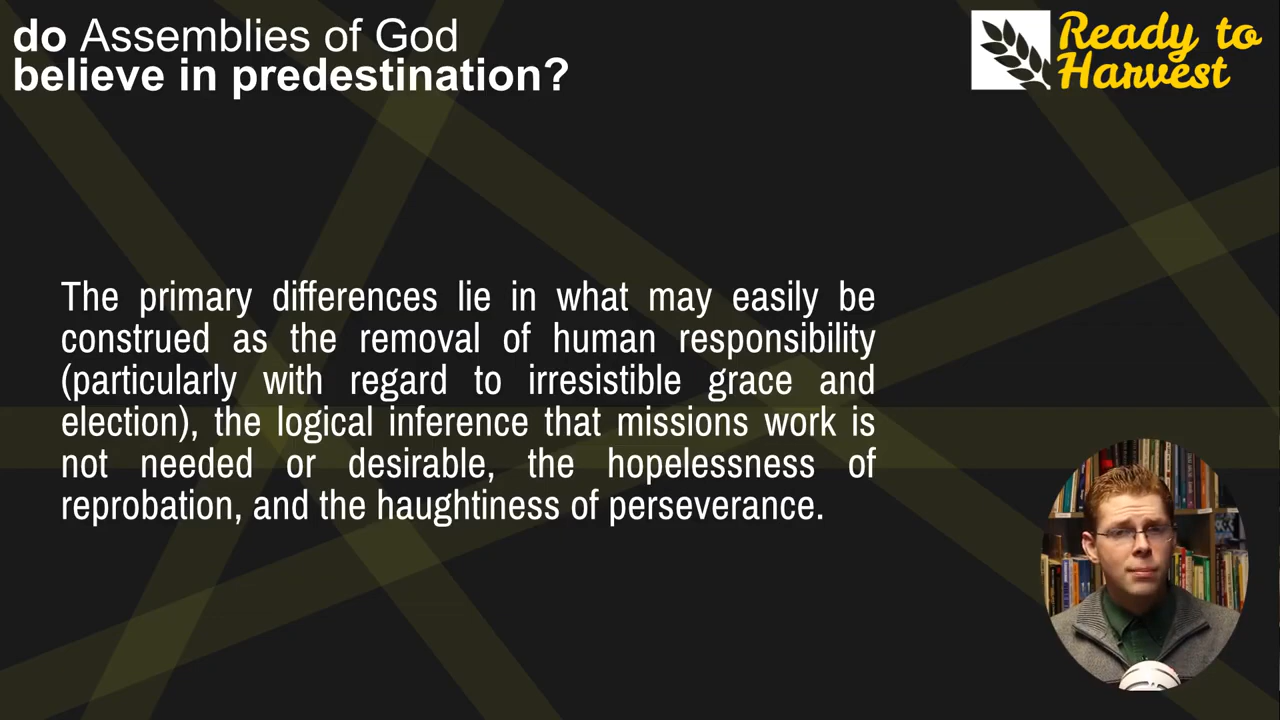 do Assemblies of God
believe in predestination?
Ready to
Harvest
The primary differences lie in what may easily be
construed as the removal of human responsibility
(particularly with regard to irresistible grace and
election), the logical inference that missions work is
not needed or desirable, the hopelessness of
reprobation, and the haughtiness of perseverance.